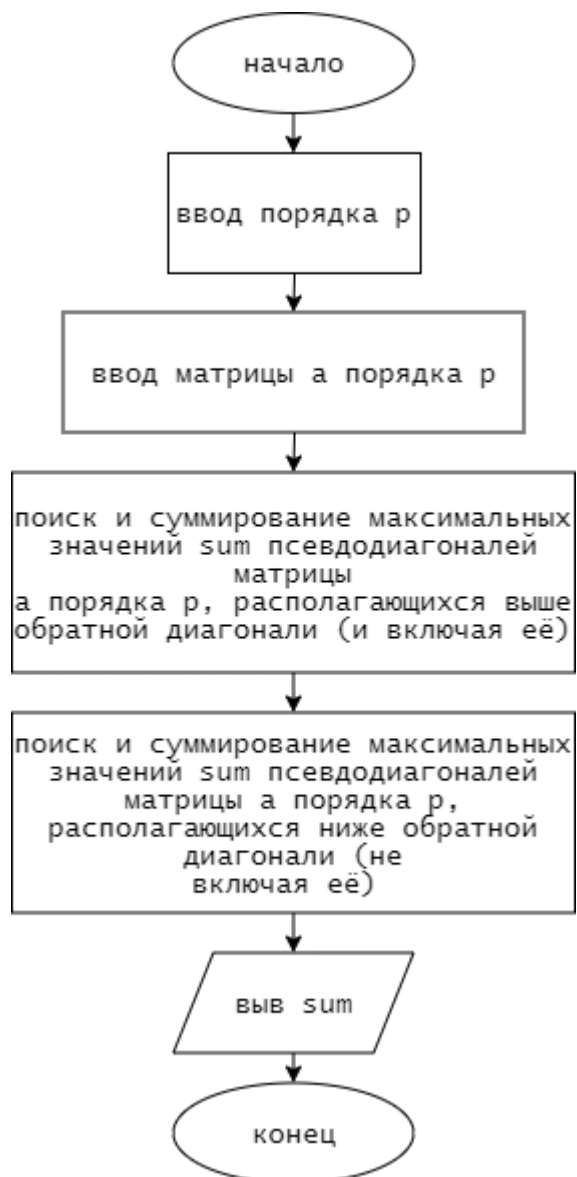 начало
ввод порядка p
ввод матрицы a порядка p
поиск и суммирование максимальных
значений sum псевдодиагоналей
матрицы
a порядка p, располагающихся выше
обратной диагонали (и включая её)
поиск и суммирование максимальных
значений sum псевдодиагоналей
матрицы a порядка p,
располагающихся ниже обратной
диагонали (не
включая её)
выв sum
конец